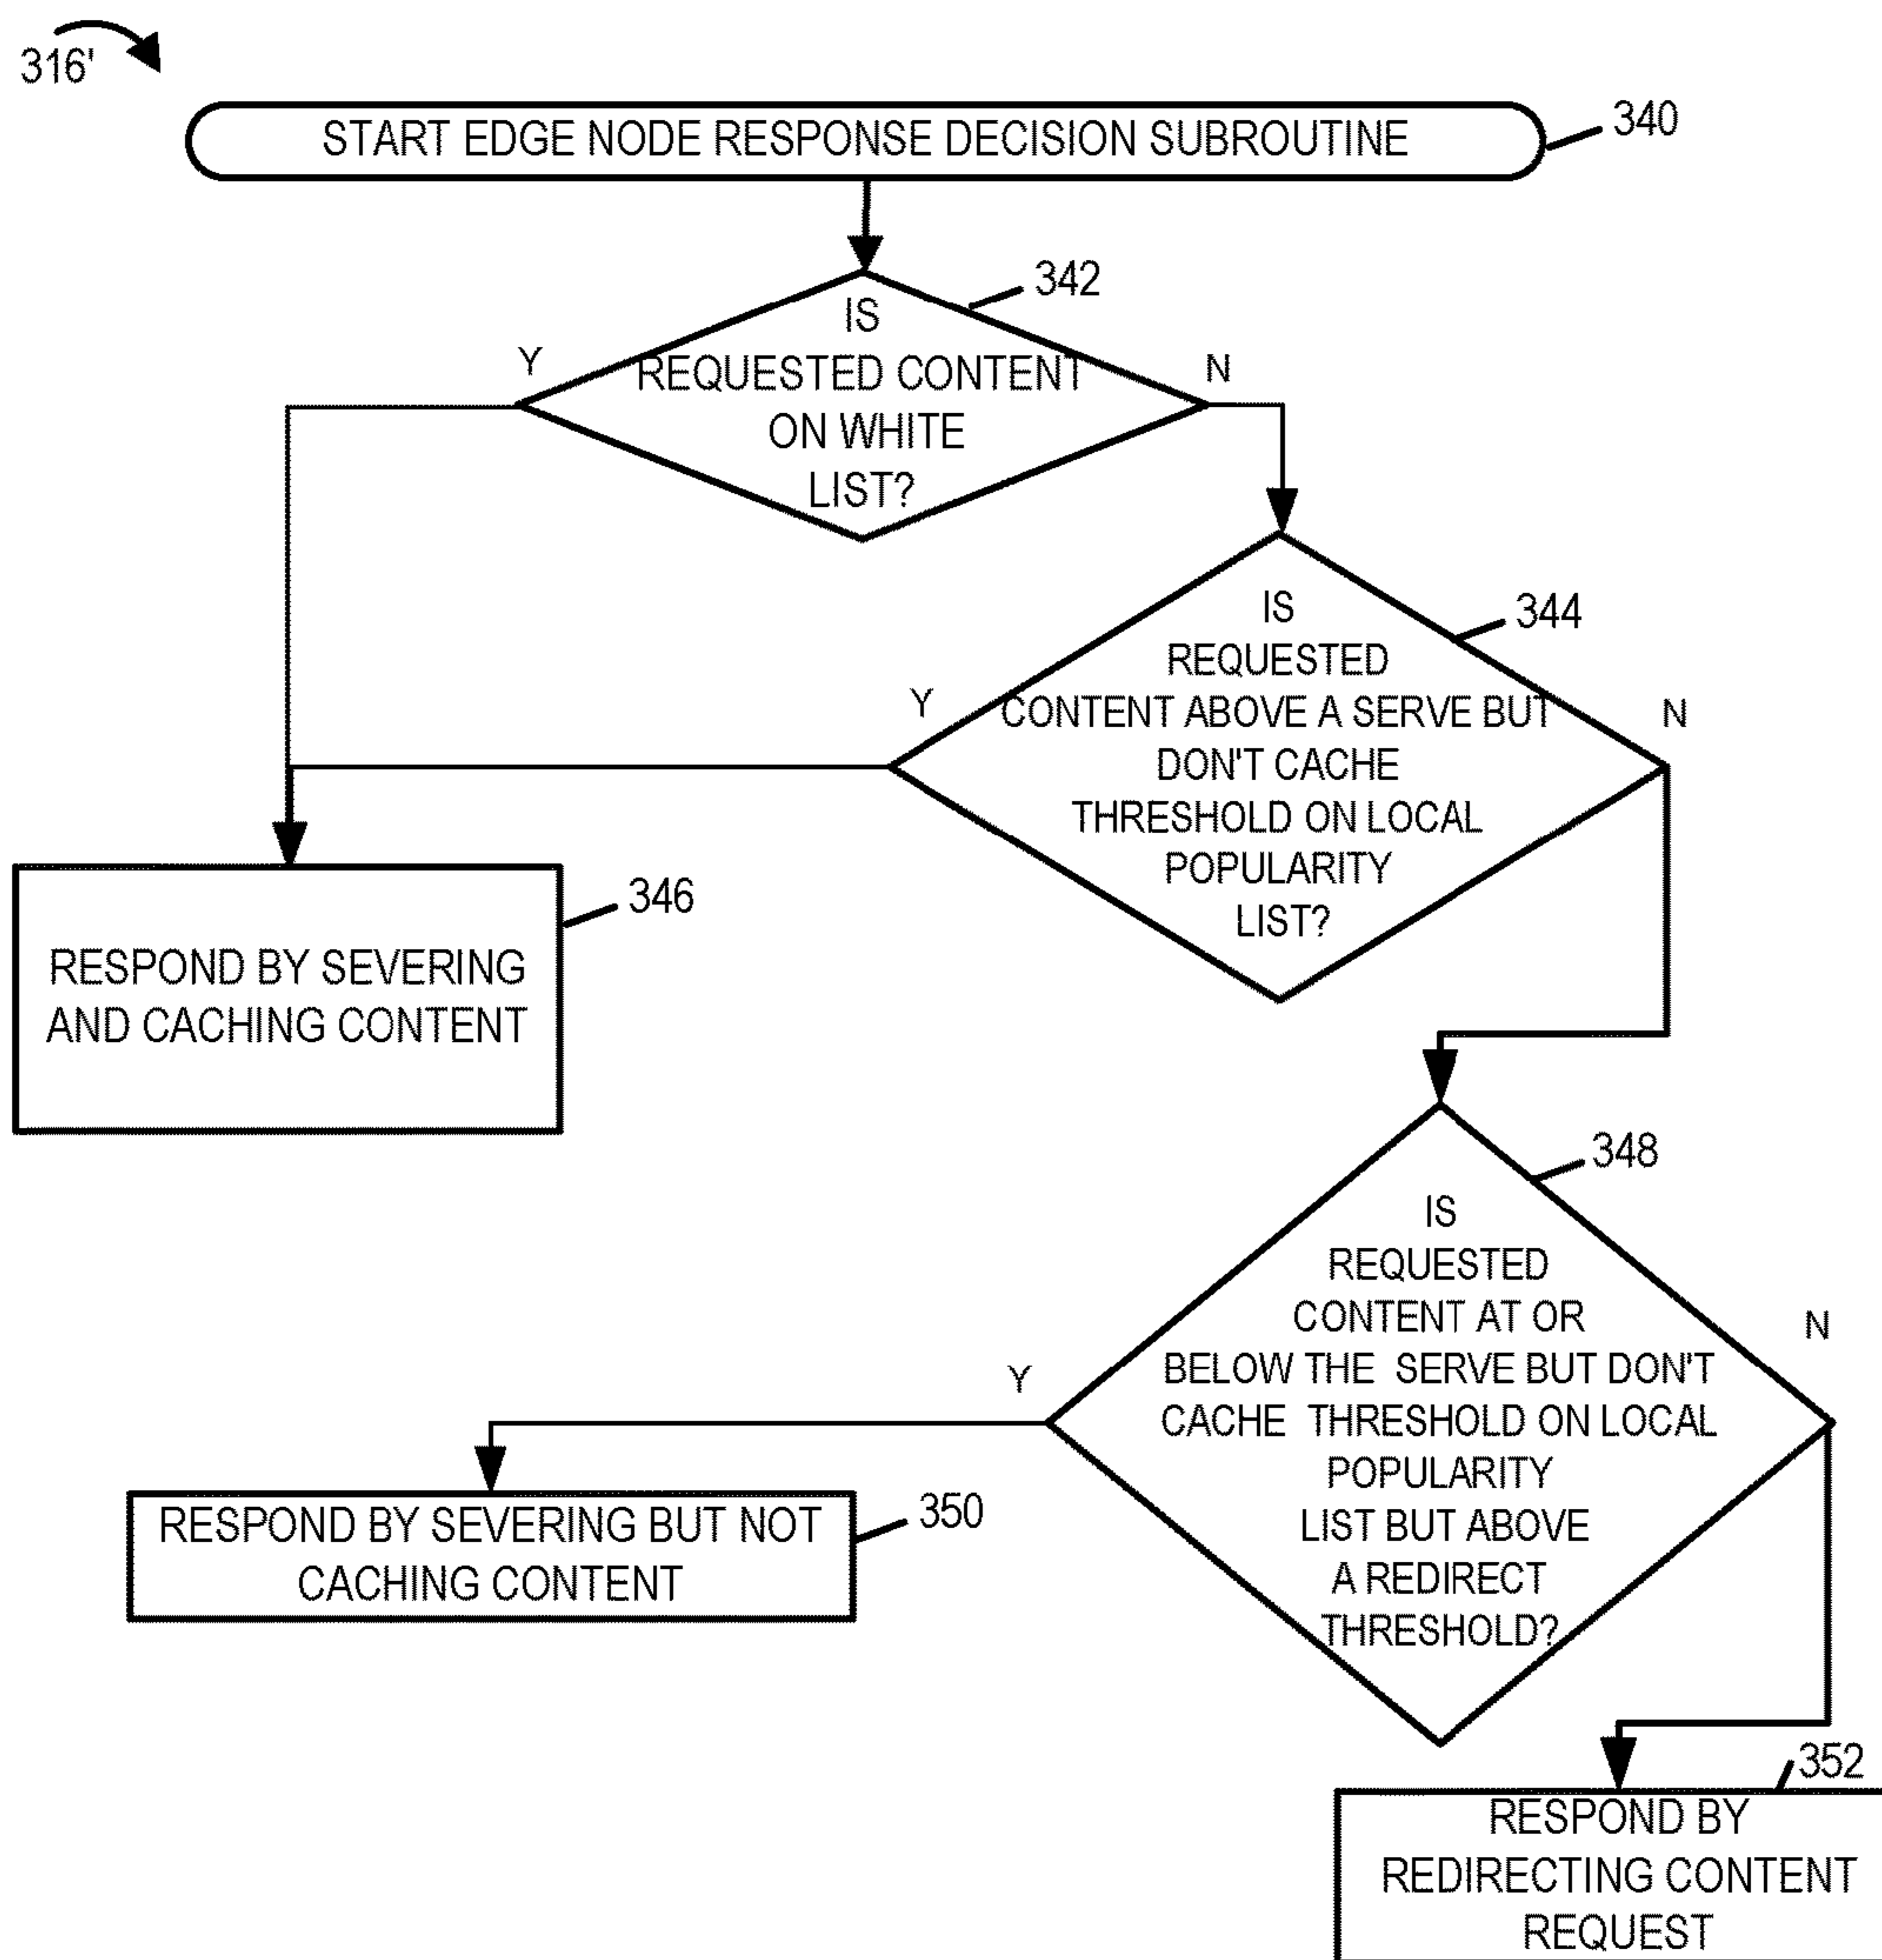 316'
START EDGE NODE RESPONSE DECISION SUBROUTINE
340
342
IS
REQUESTED CONTENT
ON WHITE
LIST?
Y
N
344
IS
REQUESTED
CONTENT ABOVE A SERVE BUT
DON'T CACHE
THRESHOLD ON LOCAL
POPULARITY
LIST?
Y
N
346
RESPOND BY SEVERING
AND CACHING CONTENT
348
IS
REQUESTED
CONTENT AT OR
BELOW THE SERVE BUT DON'T
CACHE THRESHOLD ON LOCAL
POPULARITY
LIST BUT ABOVE
A REDIRECT
THRESHOLD?
Y
N
350
RESPOND BY SEVERING BUT NOT
CACHING CONTENT
352
RESPOND BY
REDIRECTING CONTENT
REQUEST